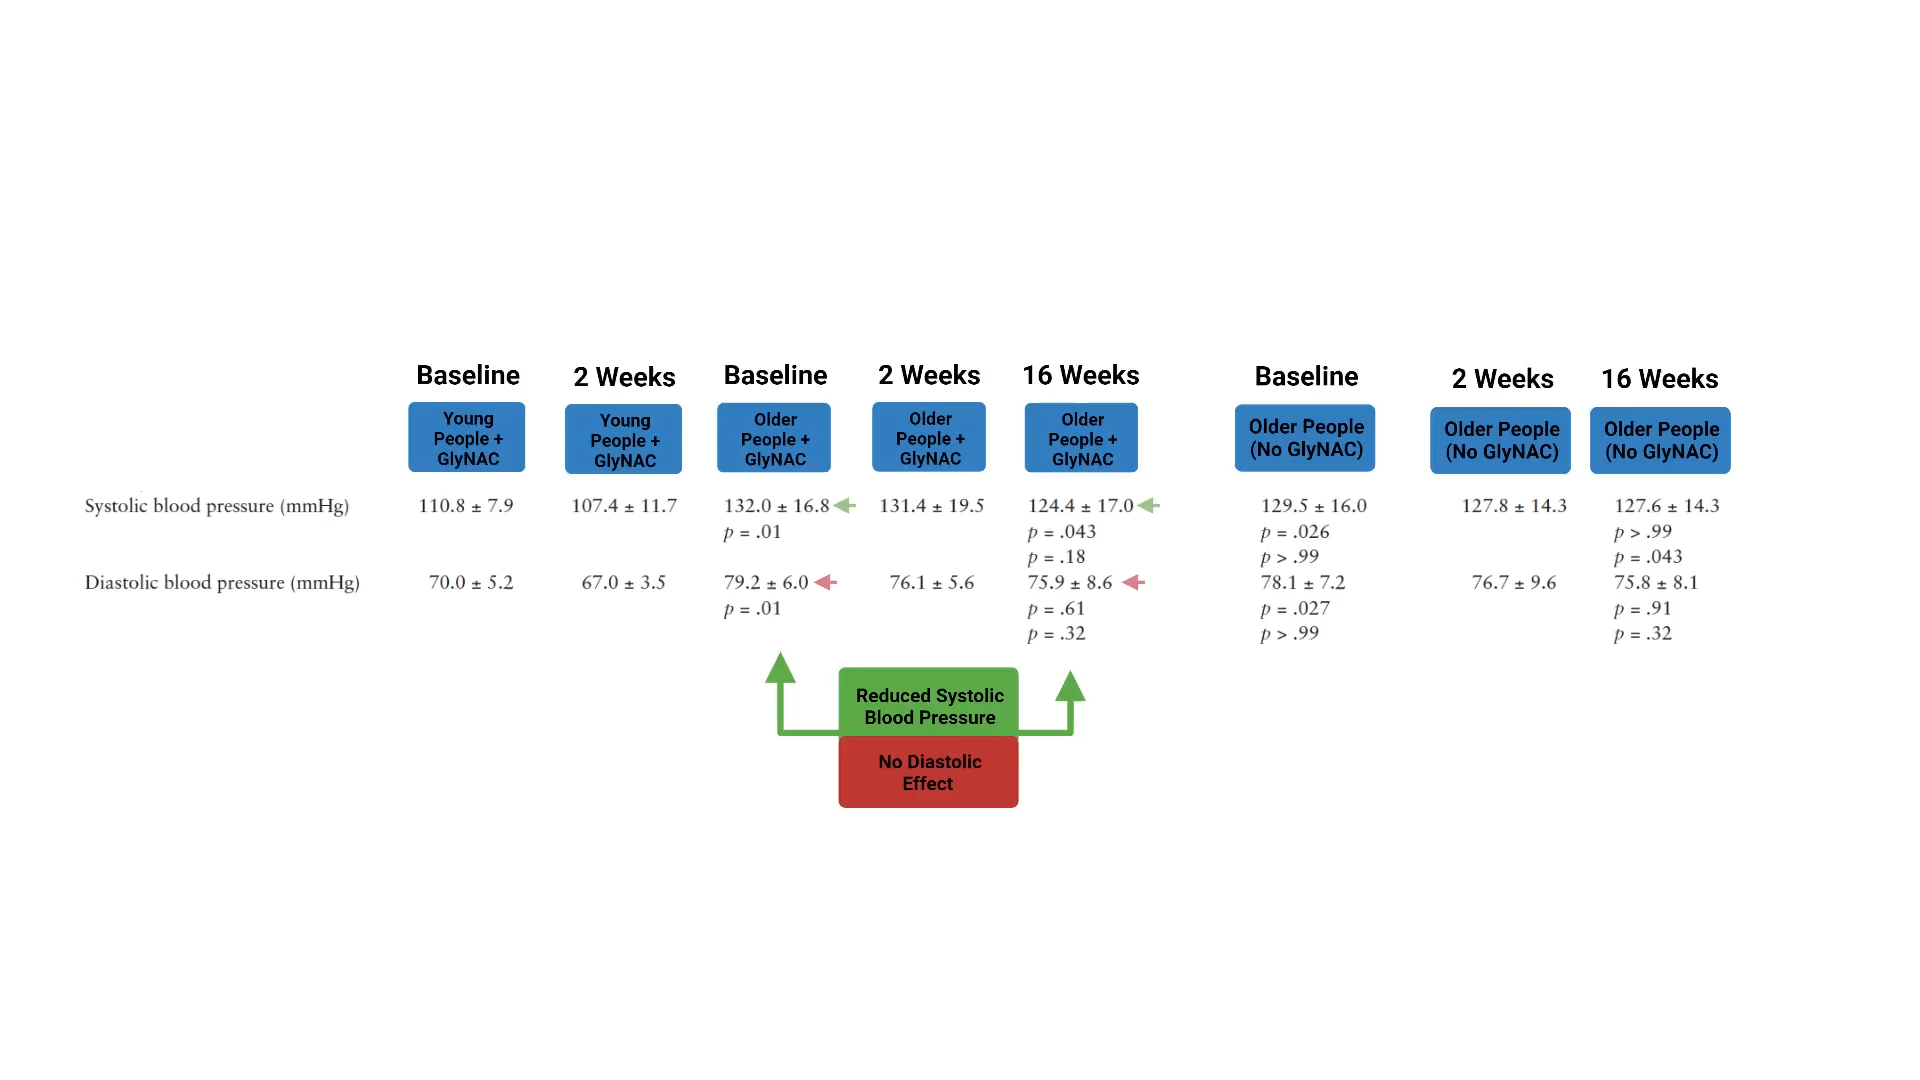 Baseline 2 Weeks Baseline 2 Weeks 16 Weeks Baseline 2 Weeks 16 Weeks
Young People + GlyNAC Young People + GlyNAC Older People + GlyNAC Older People + GlyNAC Older People + GlyNAC Older People (No GlyNAC) Older People (No GlyNAC) Older People (No GlyNAC)
Systolic blood pressure (mmHg) 110.8 ± 7.9 107.4 ± 11.7 132.0 ± 16.8 131.4 ± 19.5 124.4 ± 17.0 129.5 ± 16.0 127.8 ± 14.3 127.6 ± 14.3
p = .01 p = .043 p = .026 p > .99
p = .18 p > .99 p = .043
Diastolic blood pressure (mmHg) 70.0 ± 5.2 67.0 ± 3.5 79.2 ± 6.0 76.1 ± 5.6 75.9 ± 8.6 78.1 ± 7.2 76.7 ± 9.6 75.8 ± 8.1
p = .01 p = .61 p = .027 p = .91
p = .32 p > .99 p = .32
Reduced Systolic
Blood Pressure
No Diastolic
Effect